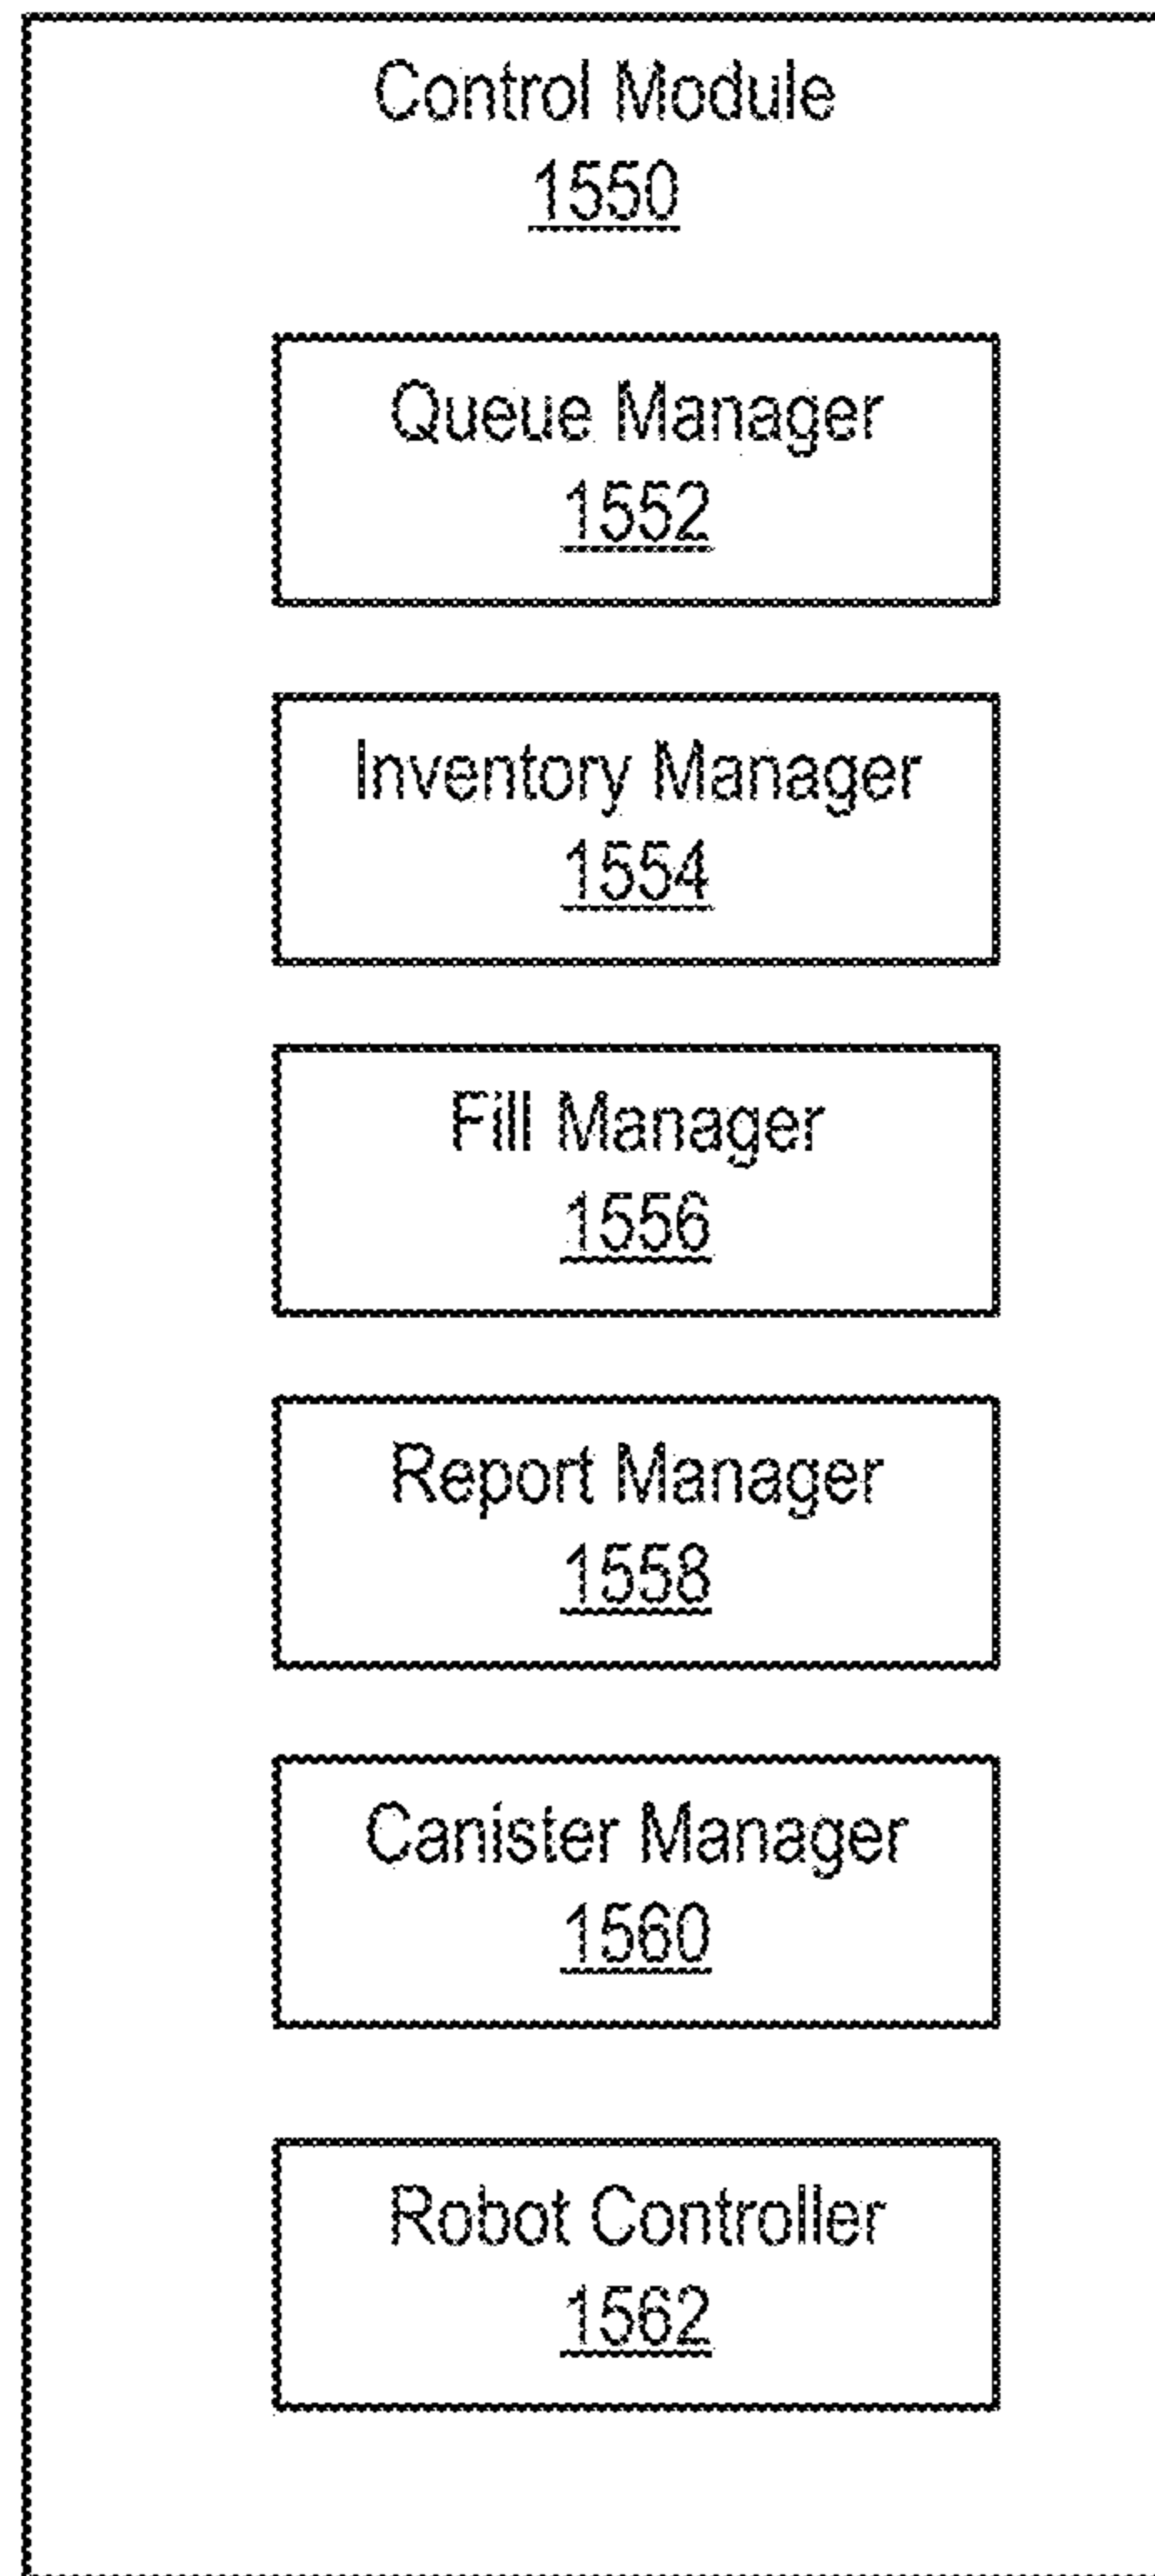 Control Module
1550
Queue Manager
1552
Inventory Manager
1554
Fill Manager
1556
Report Manager
1558
Canister Manager
1560
Robot Controller
1562